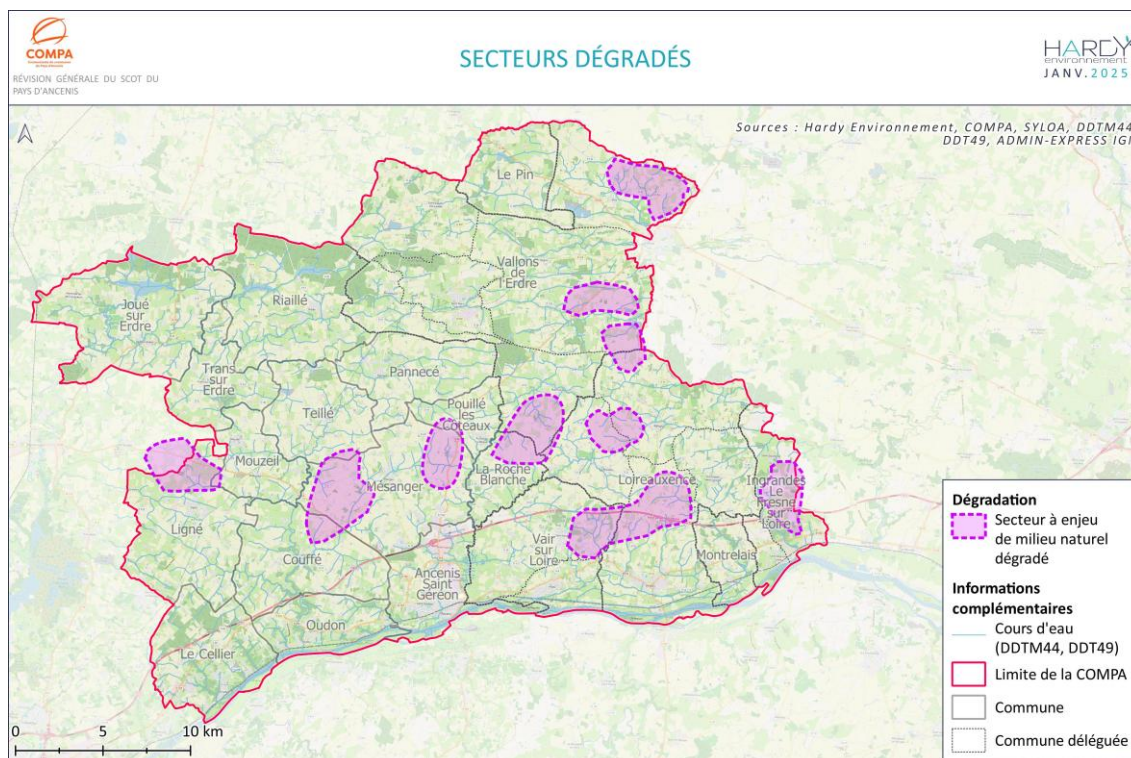 COMPA
RÉVISION GÉNÉRALE DU SCOT DU
PAYS D'ANCENIS
SECTEURS DÉGRADÉS
HARDY
environnement
JANV.2025
Sources : Hardy Environnement, COMPA, SYLOA, DDTM44
DDT49, ADMIN-EXPRESS IGN
Le Pin
Vallons
de
l'Erdre
Joué
sur
Erdre
Riaillé
Trans
sur
Erdre
Pannecé
Teillé
Pouillé
les
Coteaux
Mouzeil
Mésanger
La Roche
Blanche
Loireauxence
Ingrandes
Le
Fresne
sur
Loire
Ligné
Couffé
Vair
sur
Loire
Montrelais
Ancenis
Saint
Géréon
Oudon
Le Cellier
0 5 10 km
Dégradation
Secteur à enjeu
de milieu naturel
dégradé
Informations
complémentaires
Cours d'eau
(DDTM44, DDT49)
Limite de la COMPA
Commune
Commune déléguée